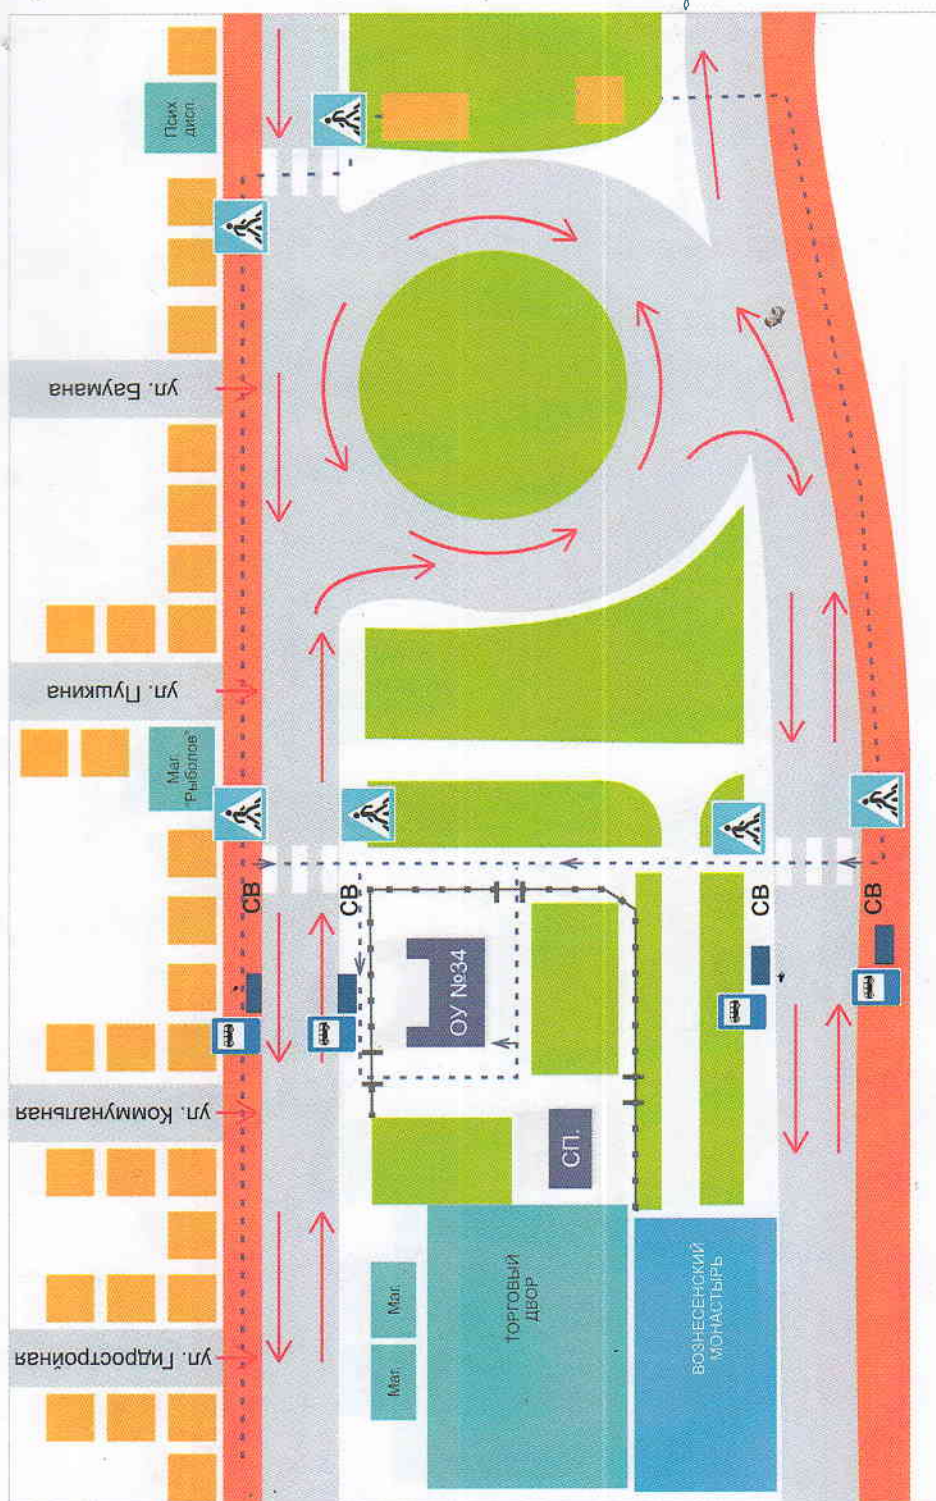 Псих
дисп.
ул. Баумана
ул. Пушкина
Маг.
"Рыболов"
СВ
СВ
СВ
СВ
ОУ №34
ул. Коммунальная
СП.
ТОРГОВЫЙ
ДВОР
ВОЗНЕСЕНСКИЙ
МОНАСТЫРЬ
Маг.
Маг.
ул. Гидростройная